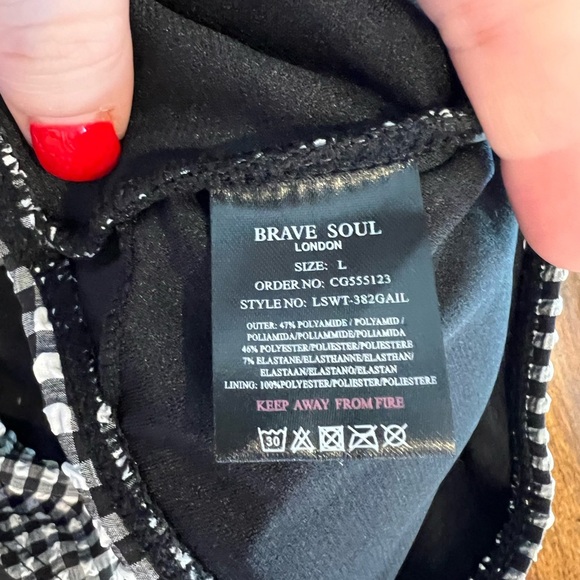 BRAVE SOUL
LONDON
SIZE: L
ORDER NO: CG555123
STYLE NO: LSWT-382GAIL
OUTER: 47% POLYAMIDE / POLYAMID /
POLIAMIDA/POLIAMMIDE/POLIAMIDA
46% POLYESTER/POLIESTER/POLIESTERE
7% ELASTANE/ELASTHANNE/ELASTHAN/
ELASTAAN/ELASTANO/ELASTAN
LINING: 100%POLYESTER/POLIESTER/POLIESTERE
KEEP AWAY FROM FIRE
30